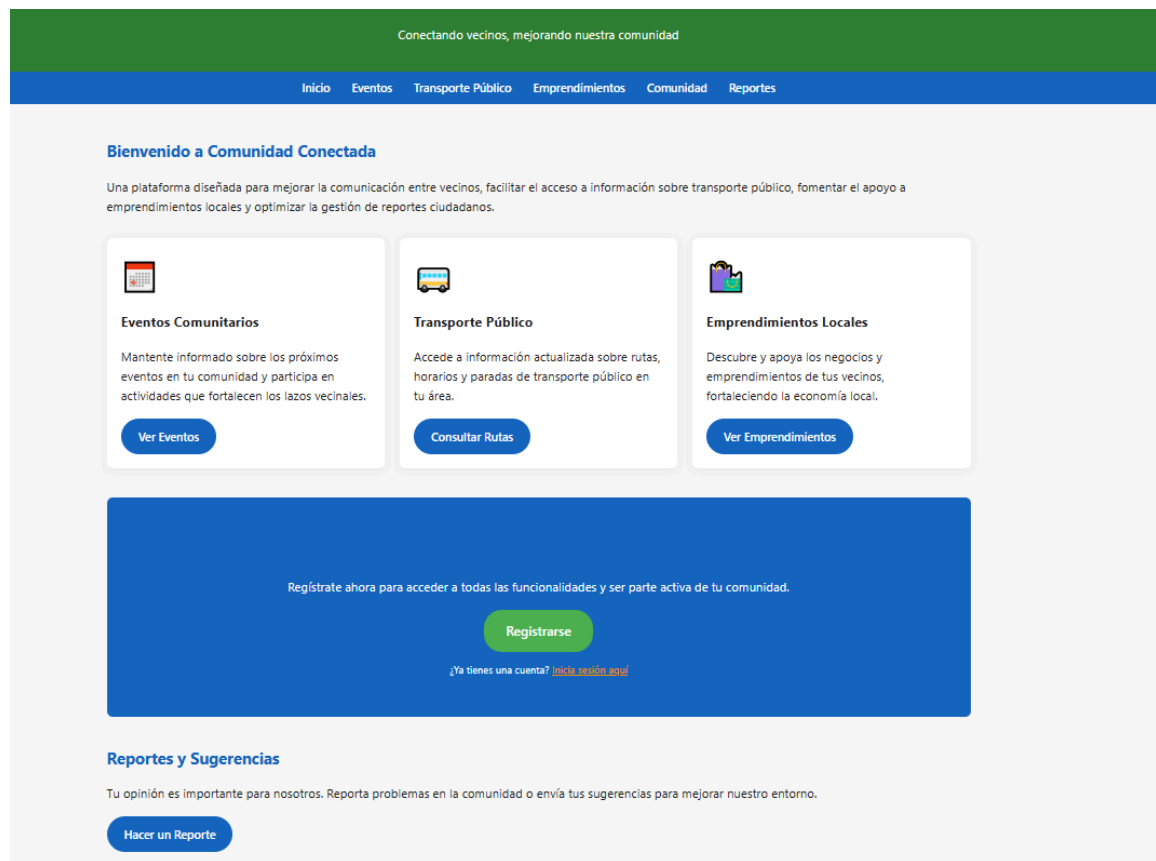 Conectando vecinos, mejorando nuestra comunidad
Inicio Eventos Transporte Público Emprendimientos Comunidad Reportes
Bienvenido a Comunidad Conectada
Una plataforma diseñada para mejorar la comunicación entre vecinos, facilitar el acceso a información sobre transporte público, fomentar el apoyo a
emprendimientos locales y optimizar la gestión de reportes ciudadanos.
Eventos Comunitarios
Mantente informado sobre los próximos
eventos en tu comunidad y participa en
actividades que fortalecen los lazos vecinales.
Ver Eventos
Transporte Público
Accede a información actualizada sobre rutas,
horarios y paradas de transporte público en
tu área.
Consultar Rutas
Emprendimientos Locales
Descubre y apoya los negocios y
emprendimientos de tus vecinos,
fortaleciendo la economía local.
Ver Emprendimientos
Regístrate ahora para acceder a todas las funcionalidades y ser parte activa de tu comunidad.
Registrarse
¿Ya tienes una cuenta? Inicia sesión aquí
Reportes y Sugerencias
Tu opinión es importante para nosotros. Reporta problemas en la comunidad o envía tus sugerencias para mejorar nuestro entorno.
Hacer un Reporte